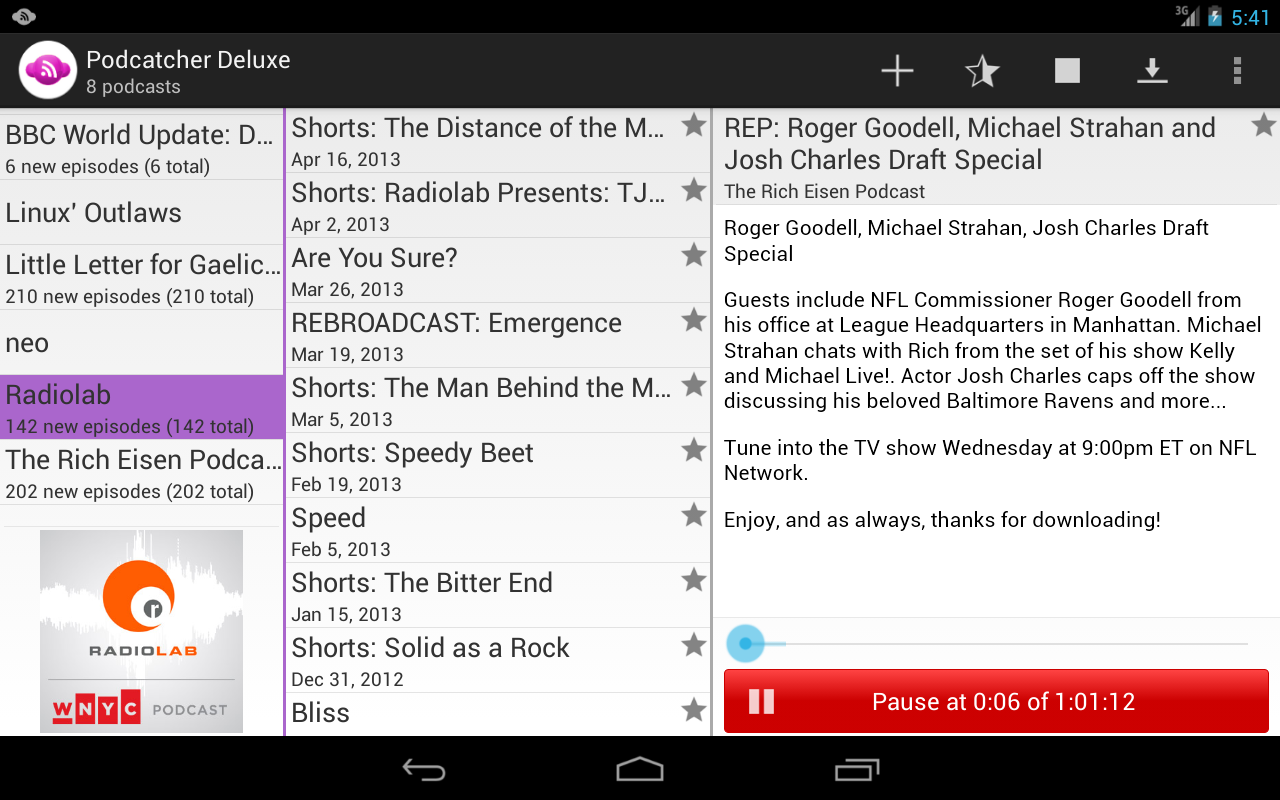 3G
5:41
Podcatcher Deluxe
8 podcasts
BBC World Update: D...
6 new episodes (6 total)
Linux' Outlaws
Little Letter for Gaelic...
210 new episodes (210 total)
neo
Radiolab
142 new episodes (142 total)
The Rich Eisen Podca...
202 new episodes (202 total)
r
RADIOLAB
WNYC PODCAST
Shorts: The Distance of the M...
Apr 16, 2013
Shorts: Radiolab Presents: TJ...
Apr 2, 2013
Are You Sure?
Mar 26, 2013
REBROADCAST: Emergence
Mar 19, 2013
Shorts: The Man Behind the M...
Mar 5, 2013
Shorts: Speedy Beet
Feb 19, 2013
Speed
Feb 5, 2013
Shorts: The Bitter End
Jan 15, 2013
Shorts: Solid as a Rock
Dec 31, 2012
Bliss
REP: Roger Goodell, Michael Strahan and
Josh Charles Draft Special
The Rich Eisen Podcast
Roger Goodell, Michael Strahan, Josh Charles Draft
Special
Guests include NFL Commissioner Roger Goodell from
his office at League Headquarters in Manhattan. Michael
Strahan chats with Rich from the set of his show Kelly
and Michael Live!. Actor Josh Charles caps off the show
discussing his beloved Baltimore Ravens and more...
Tune into the TV show Wednesday at 9:00pm ET on NFL
Network.
Enjoy, and as always, thanks for downloading!
Pause at 0:06 of 1:01:12